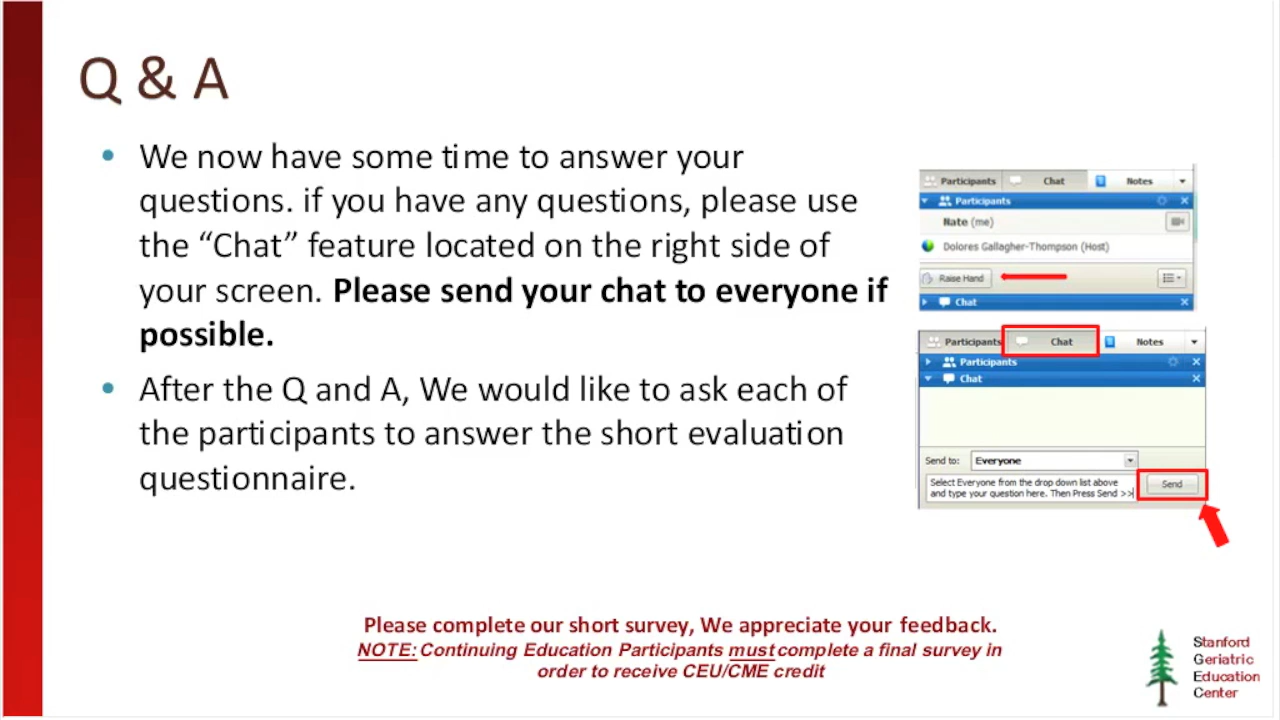 Q & A
• We now have some time to answer your
questions. if you have any questions, please use
the “Chat” feature located on the right side of
your screen. Please send your chat to everyone if
possible.
• After the Q and A, We would like to ask each of
the participants to answer the short evaluation
questionnaire.
Participants Chat Notes
Participants
Nate (me)
Dolores Gallagher-Thompson (Host)
Raise Hand
Chat
Participants Chat Notes
Participants
Chat
Send to: Everyone
Select Everyone from the drop down list above
and type your question here. Then Press Send >>
Send
Please complete our short survey, We appreciate your feedback.
NOTE: Continuing Education Participants must complete a final survey in
order to receive CEU/CME credit
Stanford
Geriatric
Education
Center